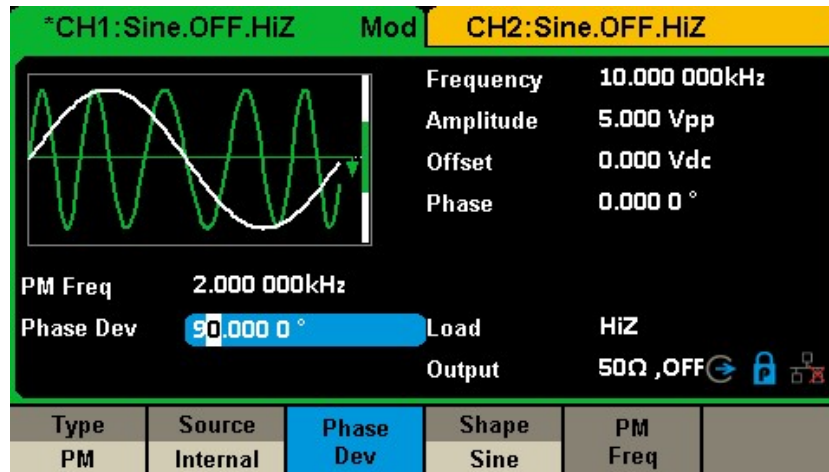 *CH1:Sine.OFF.HiZ Mod CH2:Sine.OFF.HiZ
Frequency 10.000 000kHz
Amplitude 5.000 Vpp
Offset 0.000 Vdc
Phase 0.000 0 °
PM Freq 2.000 000kHz
Phase Dev 90.000 0 ° Load HiZ
Output 50Ω ,OFF P
Type Source Phase Dev Shape PM Freq
PM Internal Sine